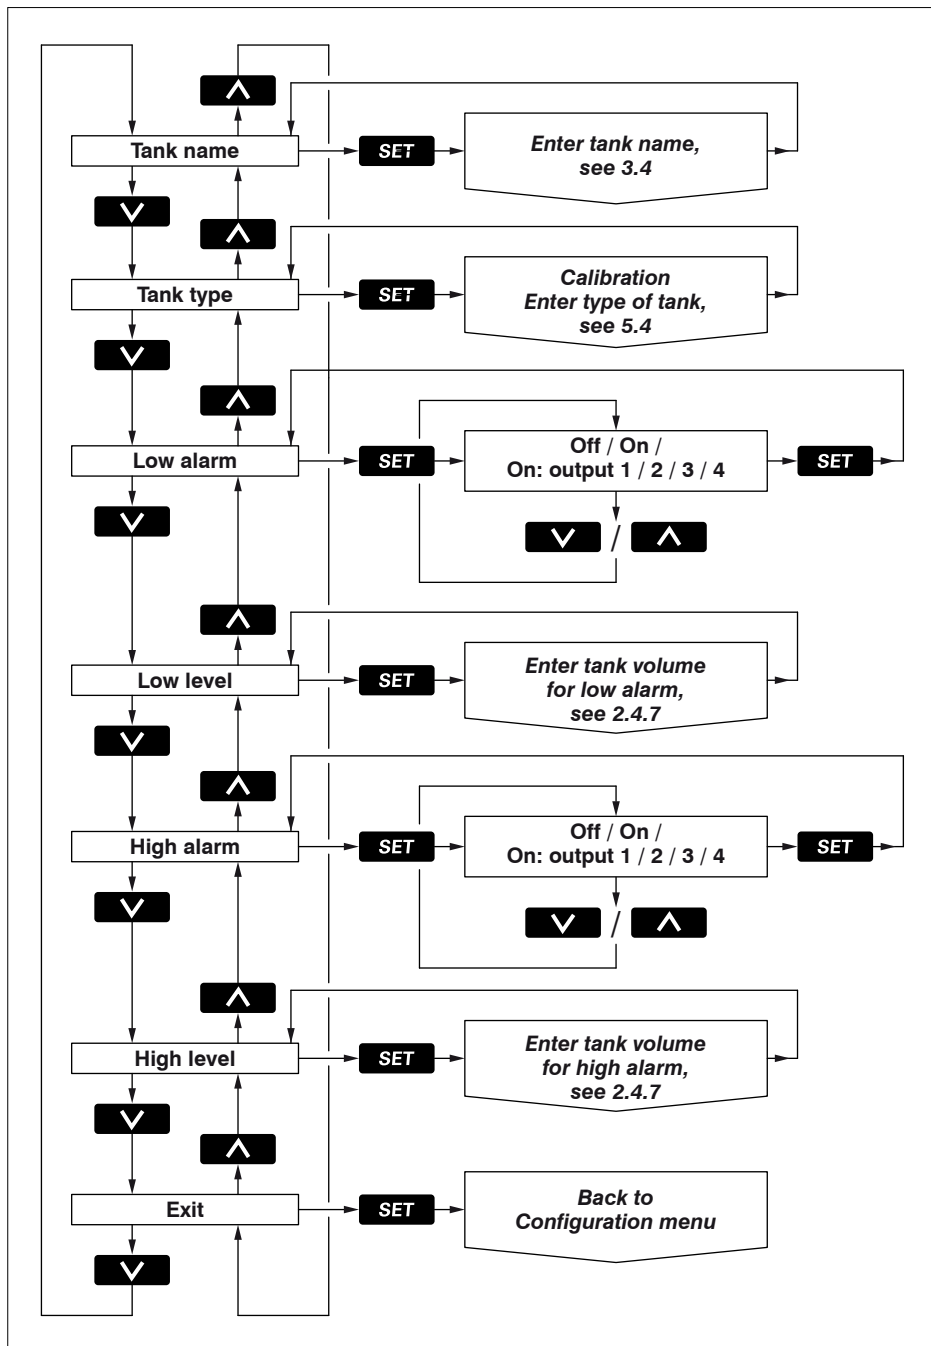 Tank name
SET
Enter tank name,
see 3.4
Tank type
SET
Calibration
Enter type of tank,
see 5.4
Low alarm
SET
Off / On /
On: output 1 / 2 / 3 / 4
SET
/
Low level
SET
Enter tank volume
for low alarm,
see 2.4.7
High alarm
SET
Off / On /
On: output 1 / 2 / 3 / 4
SET
/
High level
SET
Enter tank volume
for high alarm,
see 2.4.7
Exit
SET
Back to
Configuration menu